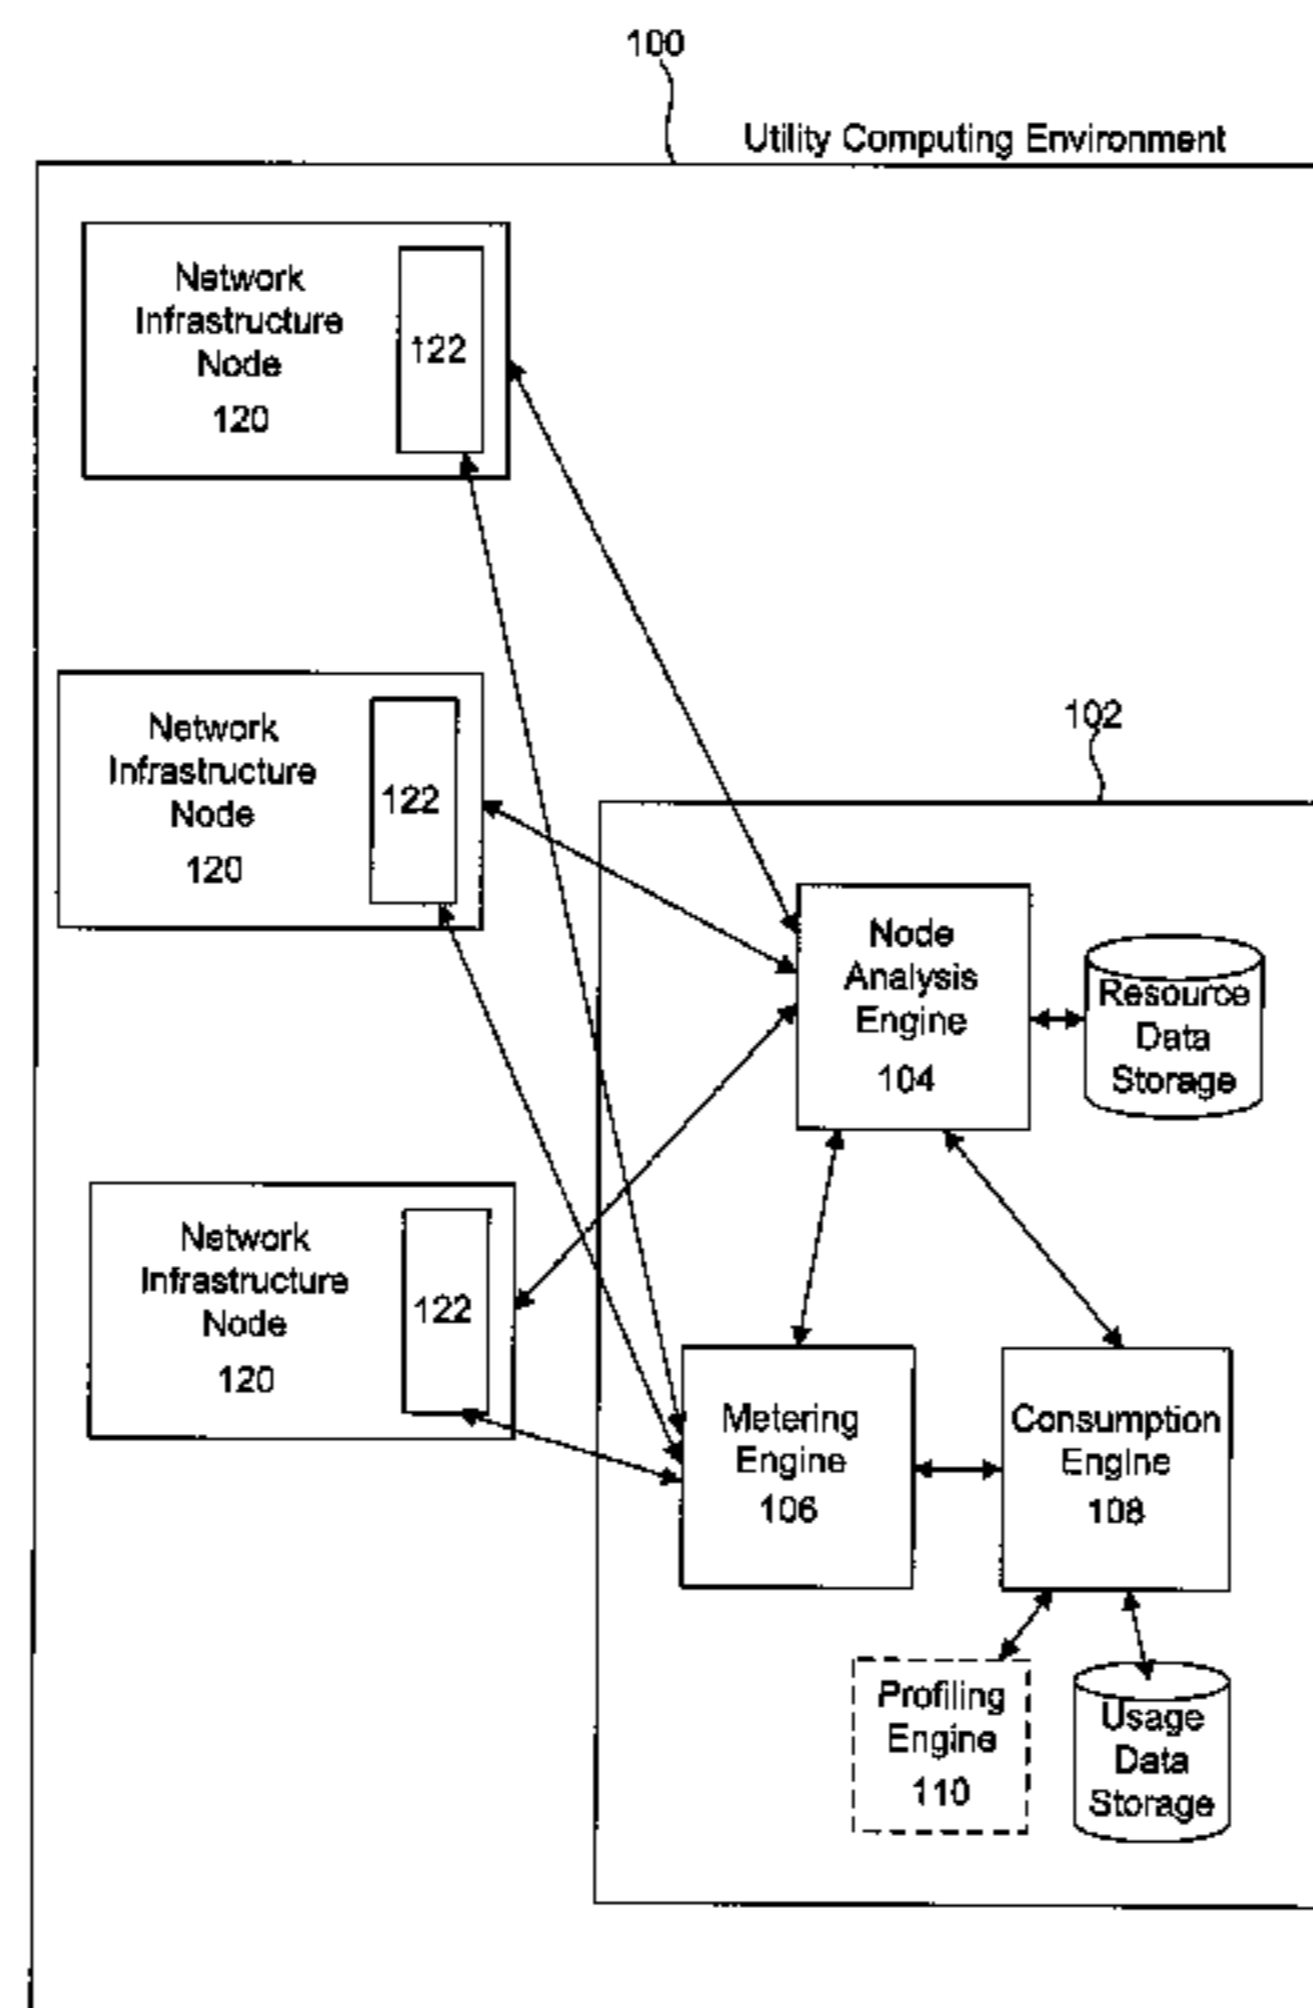 100
Utility Computing Environment
Network
Infrastructure
Node
120
122
Network
Infrastructure
Node
120
122
102
Node
Analysis
Engine
104
Resource
Data
Storage
Network
Infrastructure
Node
120
122
Metering
Engine
106
Consumption
Engine
108
Profiling
Engine
110
Usage
Data
Storage